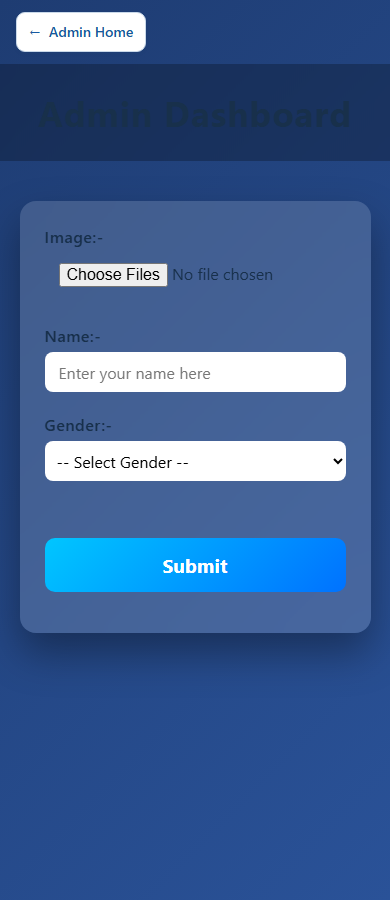 ← Admin Home
Admin Dashboard
Image:-
Choose Files No file chosen
Name:-
Enter your name here
Gender:-
-- Select Gender --
Submit